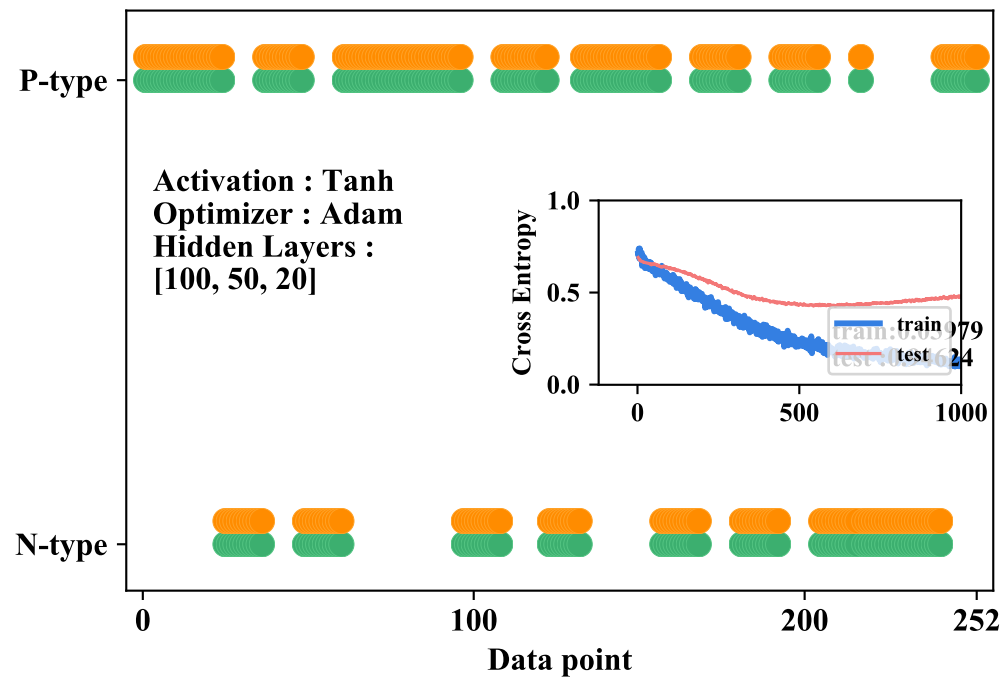 P-type
Activation : Tanh
Optimizer : Adam
Hidden Layers :
[100, 50, 20]
1.0
Cross Entropy
0.5
train
test
0.0
0 500 1000
N-type
0 100 200 252
Data point